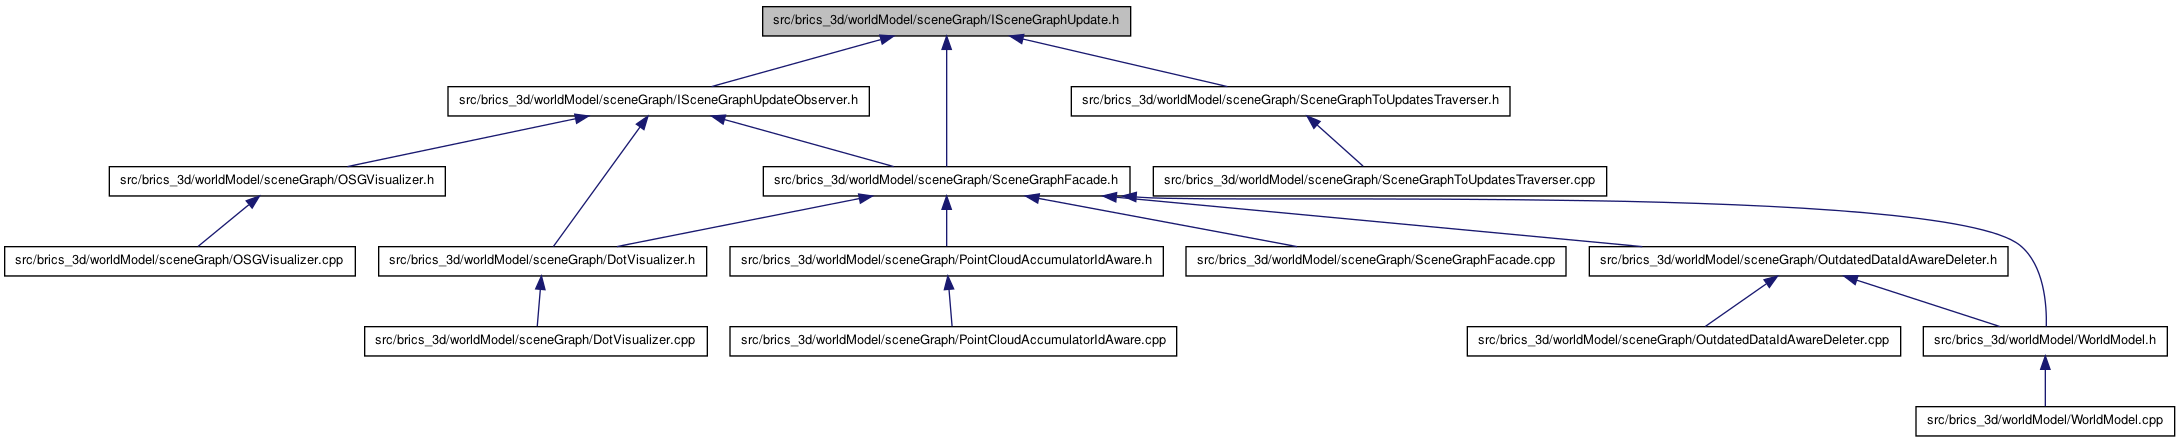 src/brics_3d/worldModel/sceneGraph/ISceneGraphUpdate.h
src/brics_3d/worldModel/sceneGraph/ISceneGraphUpdateObserver.h
src/brics_3d/worldModel/sceneGraph/SceneGraphToUpdatesTraverser.h
src/brics_3d/worldModel/sceneGraph/OSGVisualizer.h
src/brics_3d/worldModel/sceneGraph/SceneGraphFacade.h
src/brics_3d/worldModel/sceneGraph/SceneGraphToUpdatesTraverser.cpp
src/brics_3d/worldModel/sceneGraph/OSGVisualizer.cpp
src/brics_3d/worldModel/sceneGraph/DotVisualizer.h
src/brics_3d/worldModel/sceneGraph/PointCloudAccumulatorIdAware.h
src/brics_3d/worldModel/sceneGraph/SceneGraphFacade.cpp
src/brics_3d/worldModel/sceneGraph/OutdatedDataIdAwareDeleter.h
src/brics_3d/worldModel/sceneGraph/DotVisualizer.cpp
src/brics_3d/worldModel/sceneGraph/PointCloudAccumulatorIdAware.cpp
src/brics_3d/worldModel/sceneGraph/OutdatedDataIdAwareDeleter.cpp
src/brics_3d/worldModel/WorldModel.h
src/brics_3d/worldModel/WorldModel.cpp